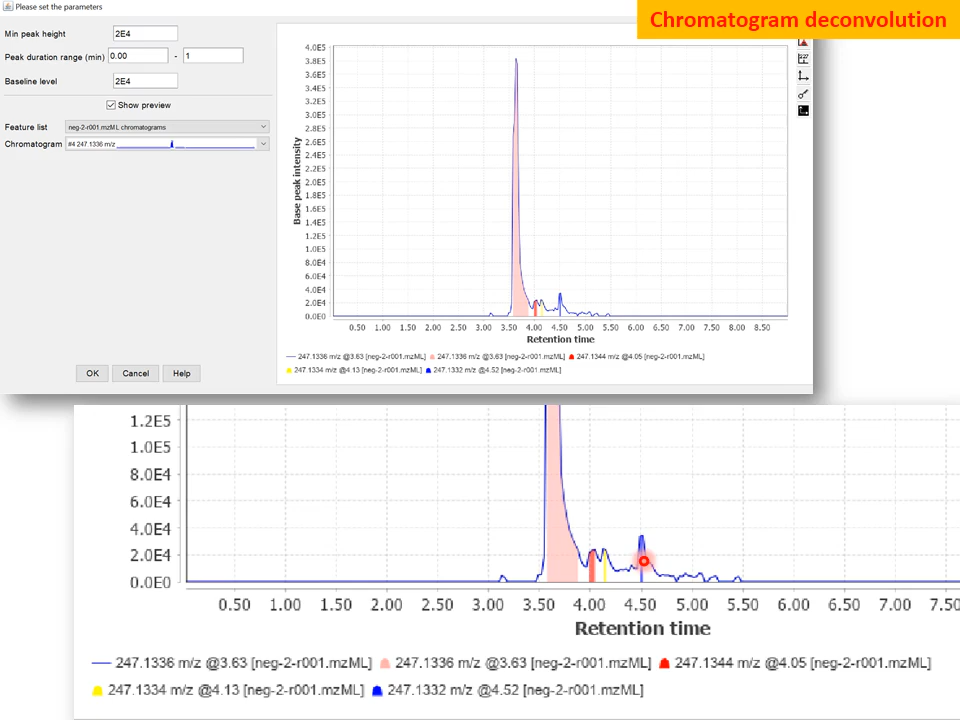 Please set the parameters
Chromatogram deconvolution
Min peak height 2E4
Peak duration range (min) 0.00 - 1
Baseline level 2E4
Show preview
Feature list neg-2-r001.mzML chromatograms
Chromatogram #4 247.1336 m/z
OK Cancel Help
4.0E5
3.8E5
3.6E5
3.4E5
3.2E5
3.0E5
2.8E5
2.6E5
2.4E5
2.2E5
2.0E5
1.8E5
1.6E5
1.4E5
1.2E5
1.0E5
8.0E4
6.0E4
4.0E4
2.0E4
0.0E0
Base peak intensity
0.50 1.00 1.50 2.00 2.50 3.00 3.50 4.00 4.50 5.00 5.50 6.00 6.50 7.00 7.50 8.00 8.50
Retention time
247.1336 m/z @3.63 [neg-2-r001.mzML] 247.1336 m/z @3.63 [neg-2-r001.mzML] 247.1344 m/z @4.05 [neg-2-r001.mzML]
247.1334 m/z @4.13 [neg-2-r001.mzML] 247.1332 m/z @4.52 [neg-2-r001.mzML]
1.2E5
1.0E5
8.0E4
6.0E4
4.0E4
2.0E4
0.0E0
0.50 1.00 1.50 2.00 2.50 3.00 3.50 4.00 4.50 5.00 5.50 6.00 6.50 7.00 7.50
Retention time
247.1336 m/z @3.63 [neg-2-r001.mzML] 247.1336 m/z @3.63 [neg-2-r001.mzML] 247.1344 m/z @4.05 [neg-2-r001.mzML]
247.1334 m/z @4.13 [neg-2-r001.mzML] 247.1332 m/z @4.52 [neg-2-r001.mzML]